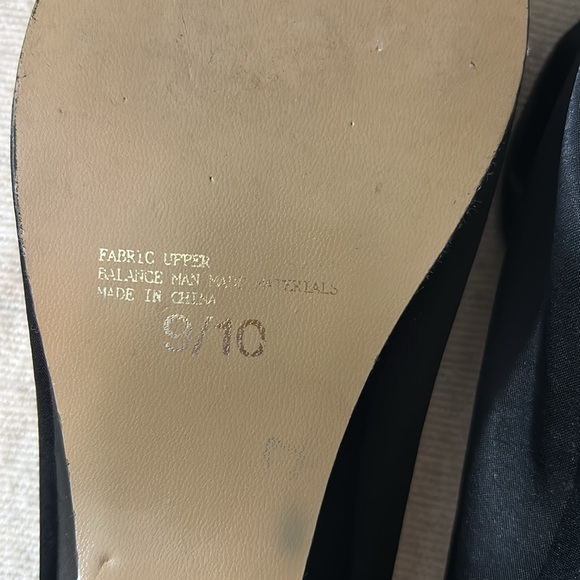 FABRIC UPPER
BALANCE MAN MADE MATERIALS
MADE IN CHINA
9/10